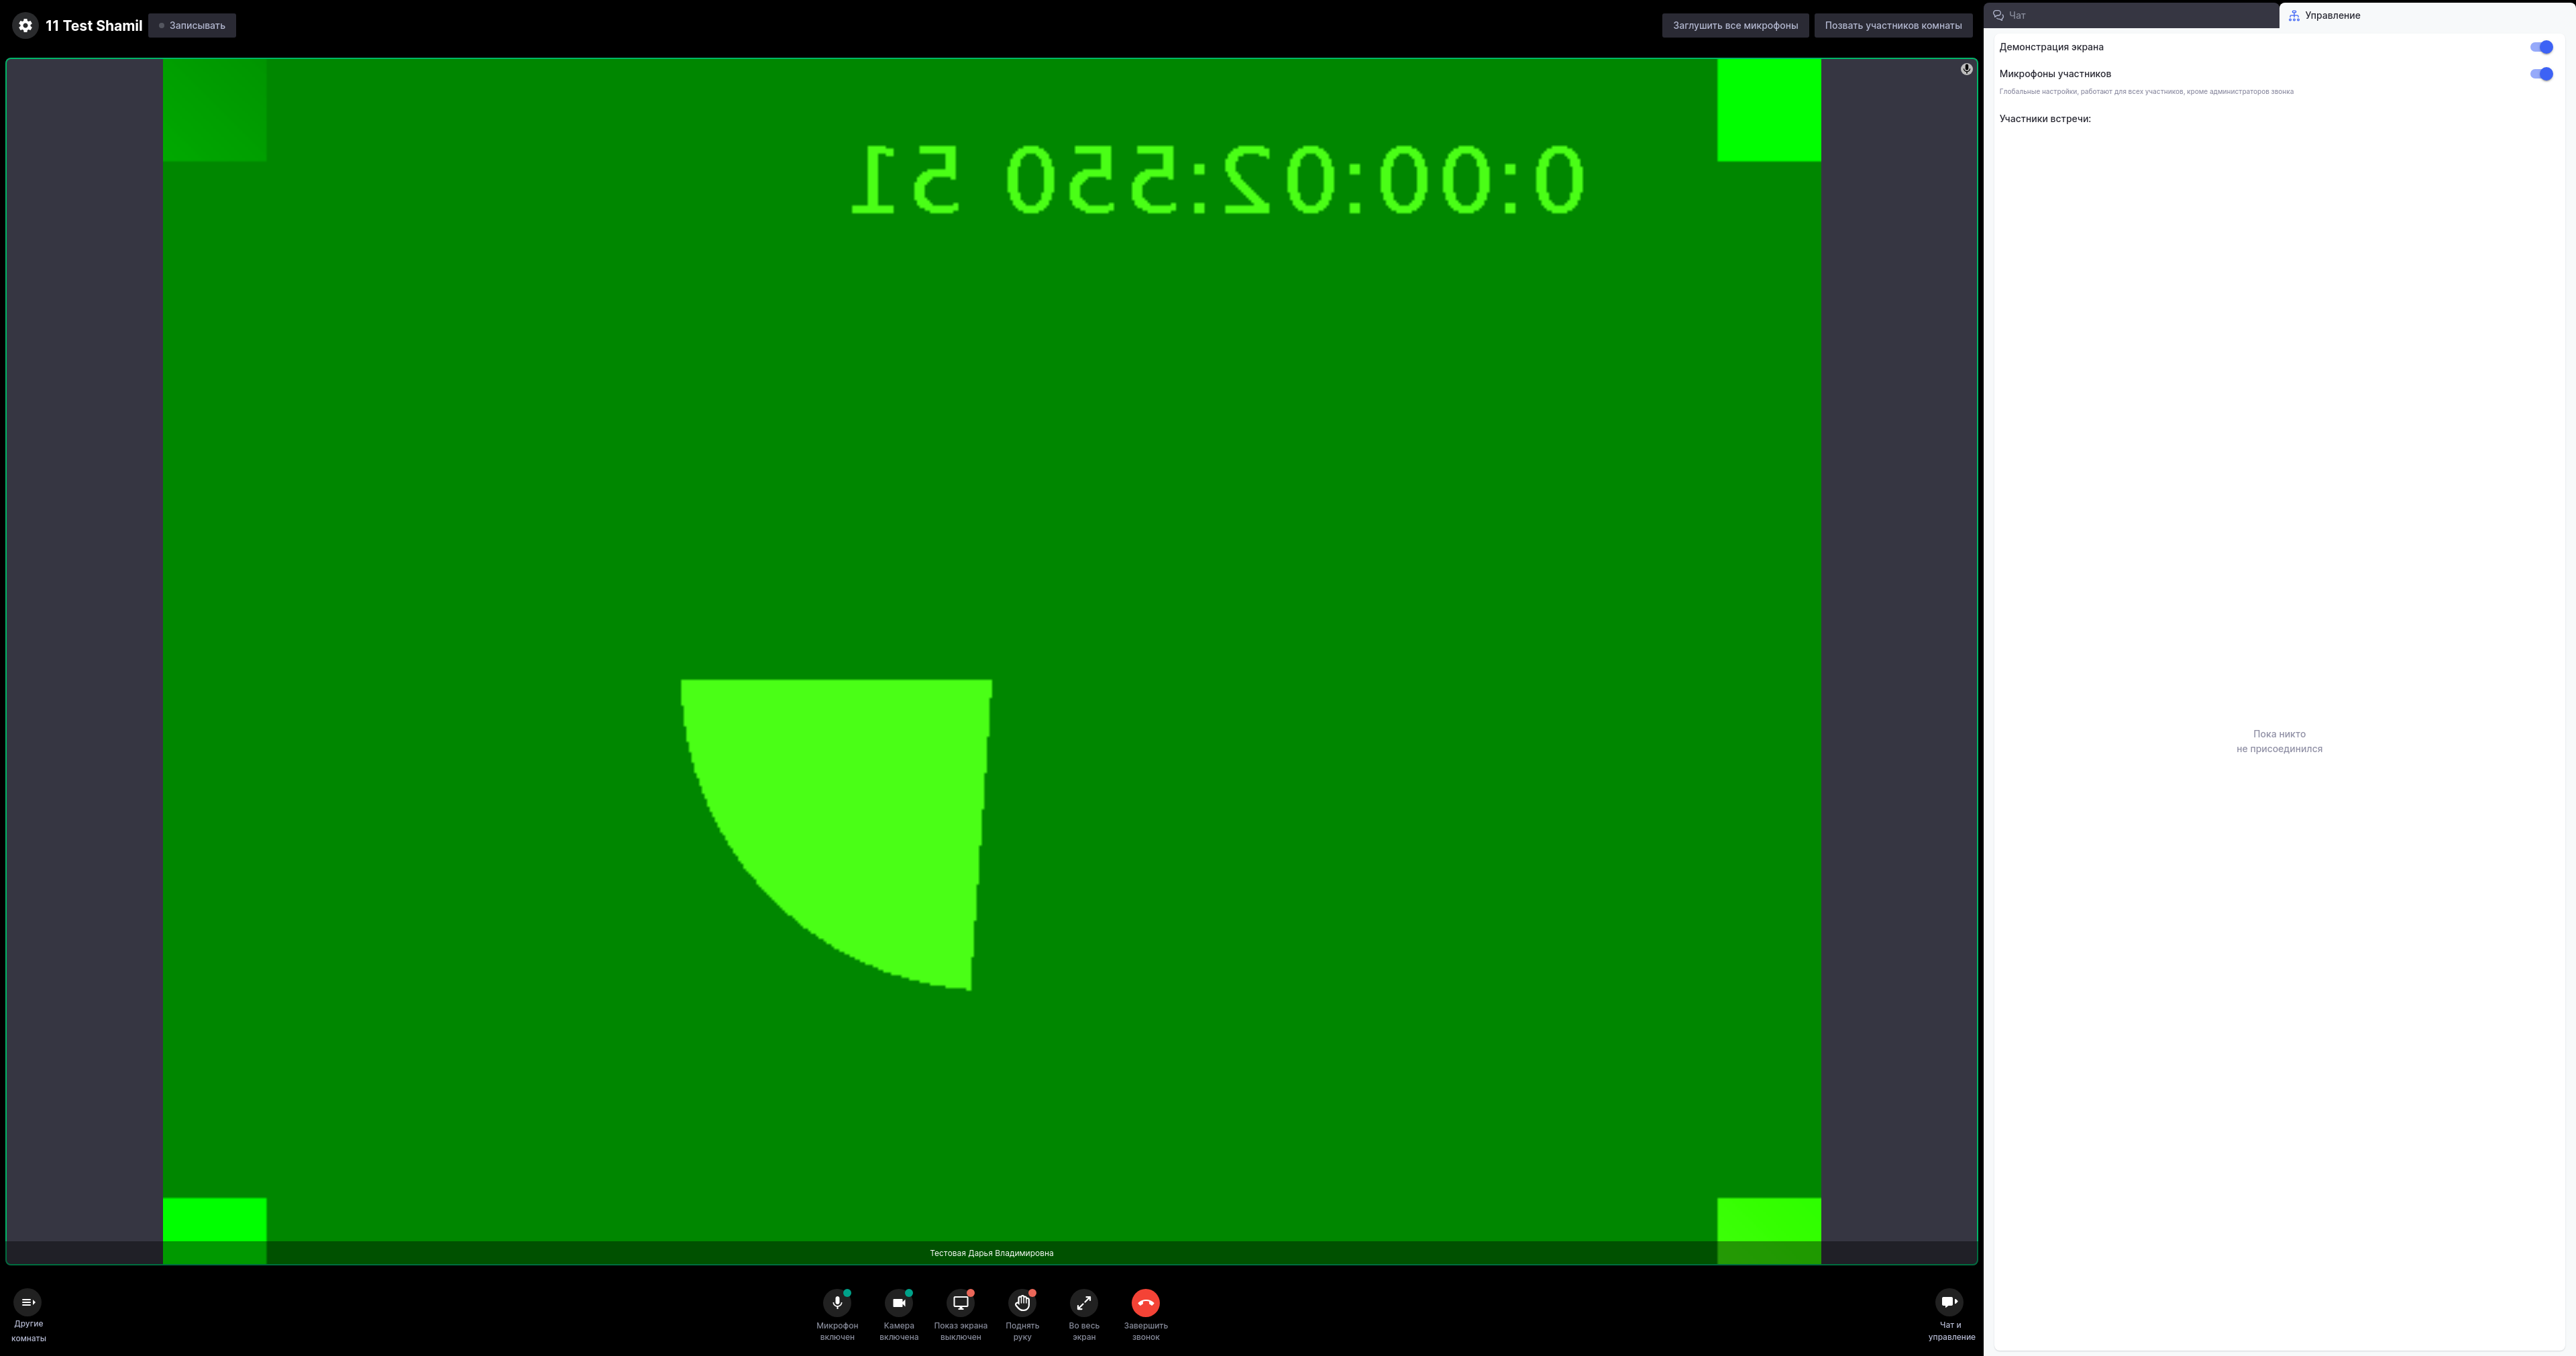 11 Test Shamil
Записывать
Заглушить все микрофоны
Позвать участников комнаты
Чат
Управление
Демонстрация экрана
Микрофоны участников
Глобальные настройки, работают для всех участников, кроме администраторов звонка
Участники встречи:
0:00:02:550 51
Пока никто
не присоединился
Тестовая Дарья Владимировна
Другие
комнаты
Микрофон
включен
Камера
включена
Показ экрана
выключен
Поднять
руку
Во весь
экран
Завершить
звонок
Чат и
управление